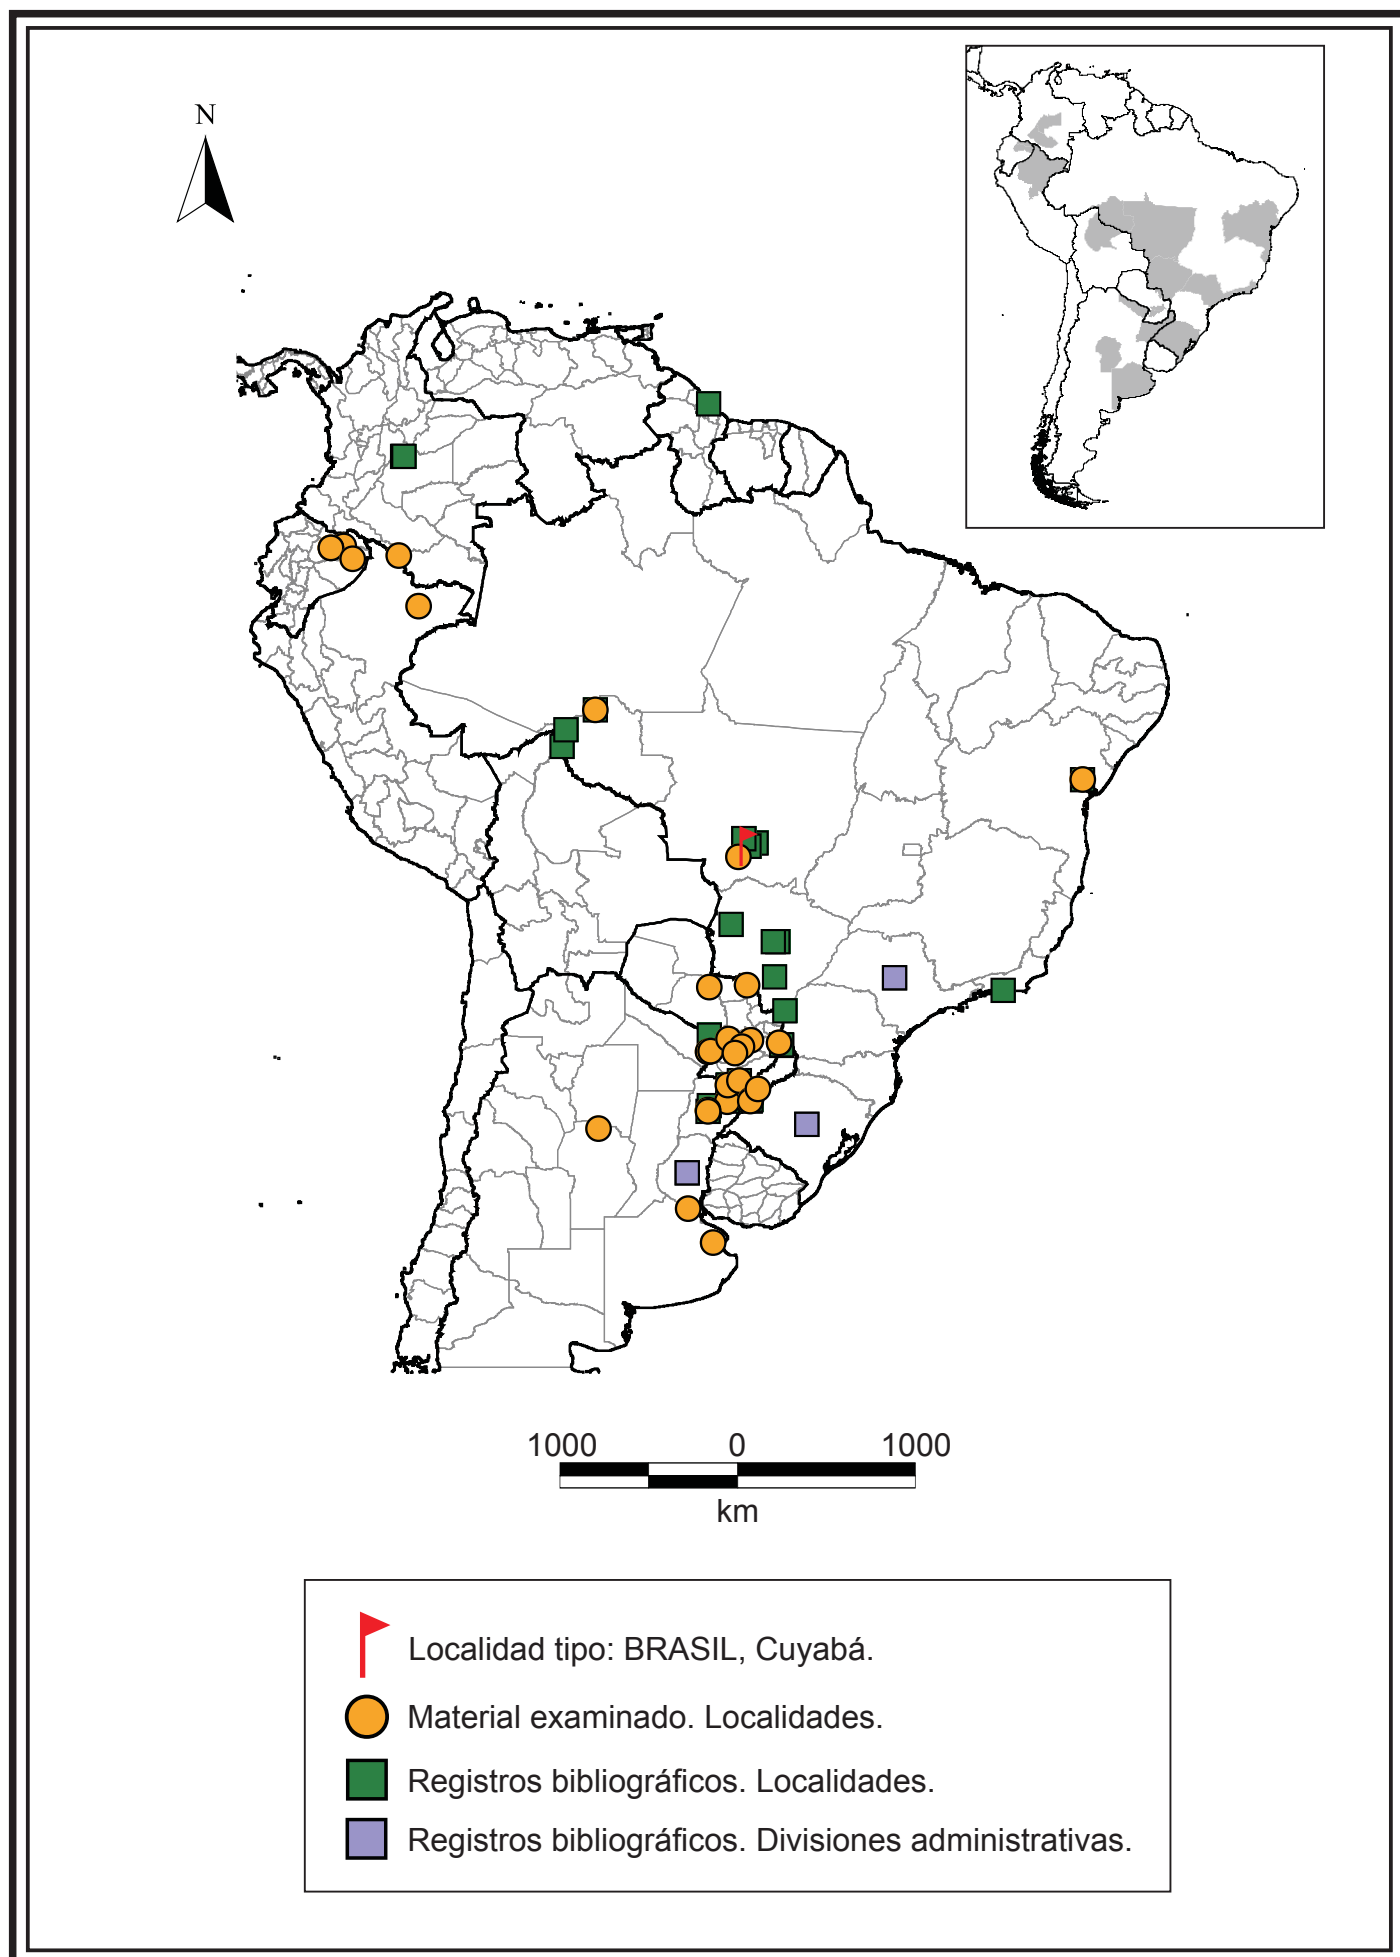 N
1000 0 1000
km
Localidad tipo: BRASIL, Cuyabá.
Material examinado. Localidades.
Registros bibliográficos. Localidades.
Registros bibliográficos. Divisiones administrativas.